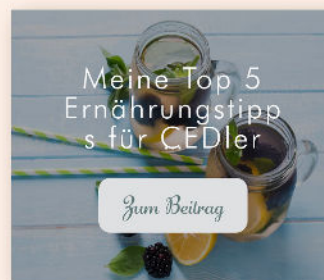 Meine Top 5
Ernährungstipp
s für CEDler
Zum Beitrag